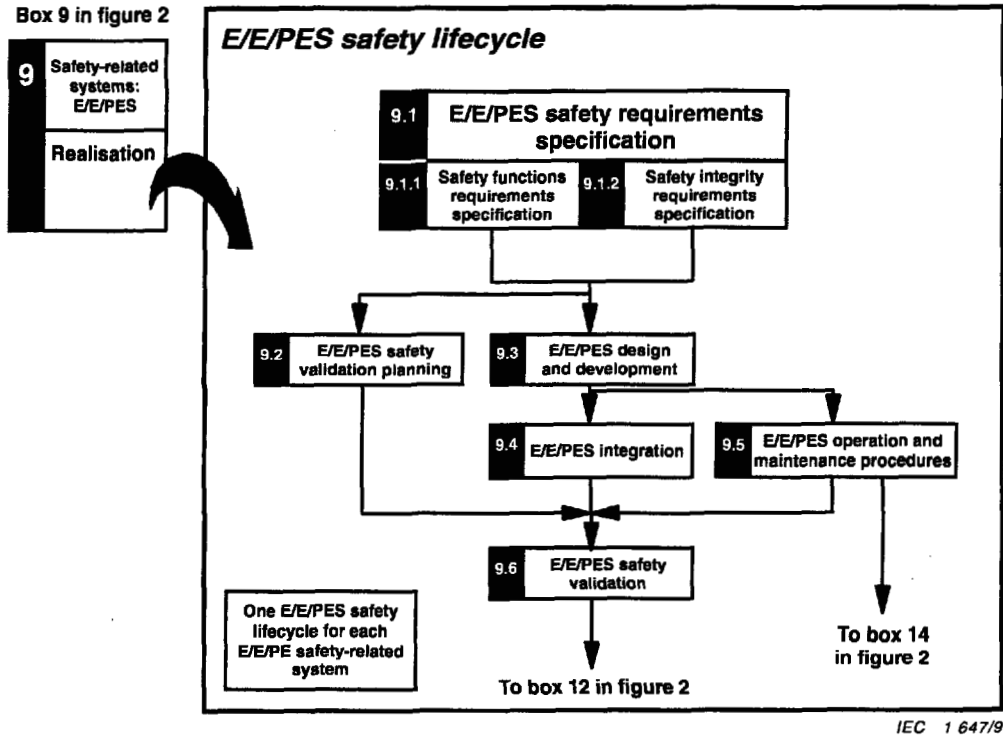 Box 9 in figure 2
9
Safety-related
systems:
E/E/PES
Realisation
E/E/PES safety lifecycle
9.1
E/E/PES safety requirements
specification
9.1.1
Safety functions
requirements
specification
9.1.2
Safety integrity
requirements
specification
9.2
E/E/PES safety
validation planning
9.3
E/E/PES design
and development
9.4
E/E/PES integration
9.5
E/E/PES operation and
maintenance procedures
9.6
E/E/PES safety
validation
One E/E/PES safety
lifecycle for each
E/E/PE safety-related
system
To box 12 in figure 2
To box 14
in figure 2
IEC 1 647/9